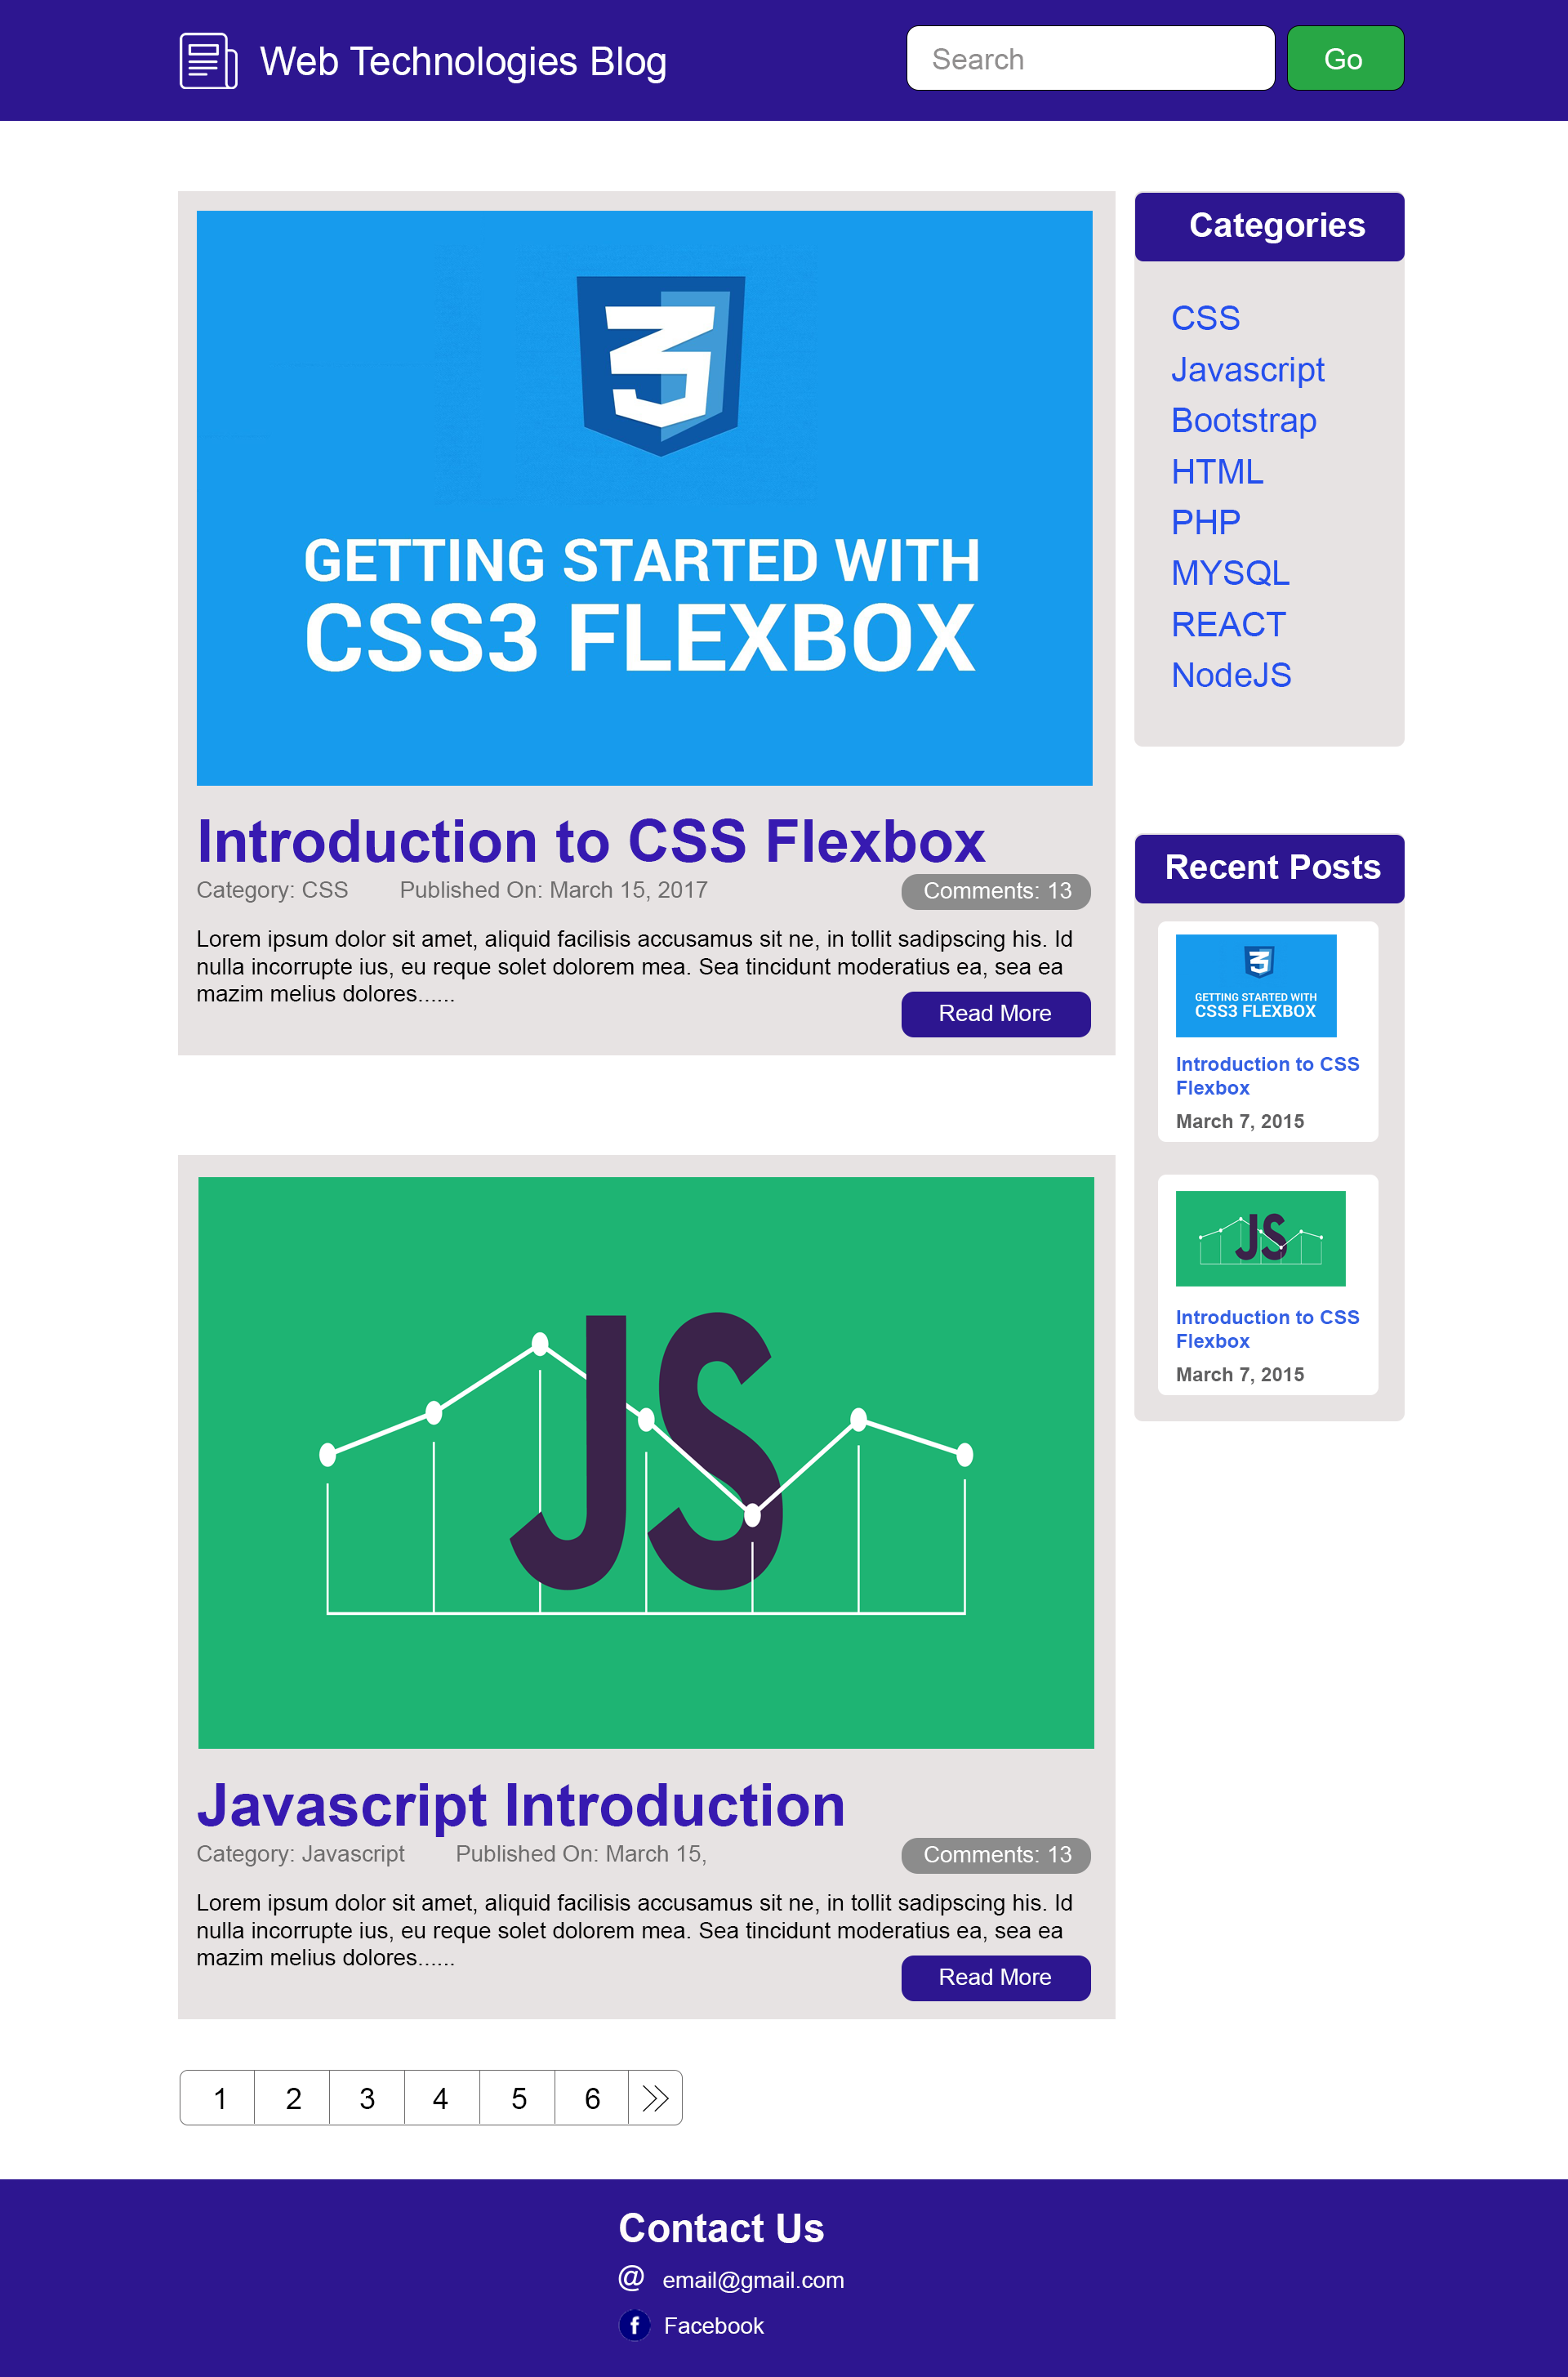 Web Technologies Blog
Search
Go
3
GETTING STARTED WITH
CSS3 FLEXBOX
Introduction to CSS Flexbox
Category: CSS Published On: March 15, 2017 Comments: 13
Lorem ipsum dolor sit amet, aliquid facilisis accusamus sit ne, in tollit sadipscing his. Id
nulla incorrupte ius, eu reque solet dolorem mea. Sea tincidunt moderatius ea, sea ea
mazim melius dolores......
Read More
JS
Javascript Introduction
Category: Javascript Published On: March 15, Comments: 13
Lorem ipsum dolor sit amet, aliquid facilisis accusamus sit ne, in tollit sadipscing his. Id
nulla incorrupte ius, eu reque solet dolorem mea. Sea tincidunt moderatius ea, sea ea
mazim melius dolores......
Read More
1 2 3 4 5 6
Categories
CSS
Javascript
Bootstrap
HTML
PHP
MYSQL
REACT
NodeJS
Recent Posts
3
GETTING STARTED WITH
CSS3 FLEXBOX
Introduction to CSS
Flexbox
March 7, 2015
JS
Introduction to CSS
Flexbox
March 7, 2015
Contact Us
@ email@gmail.com
f Facebook